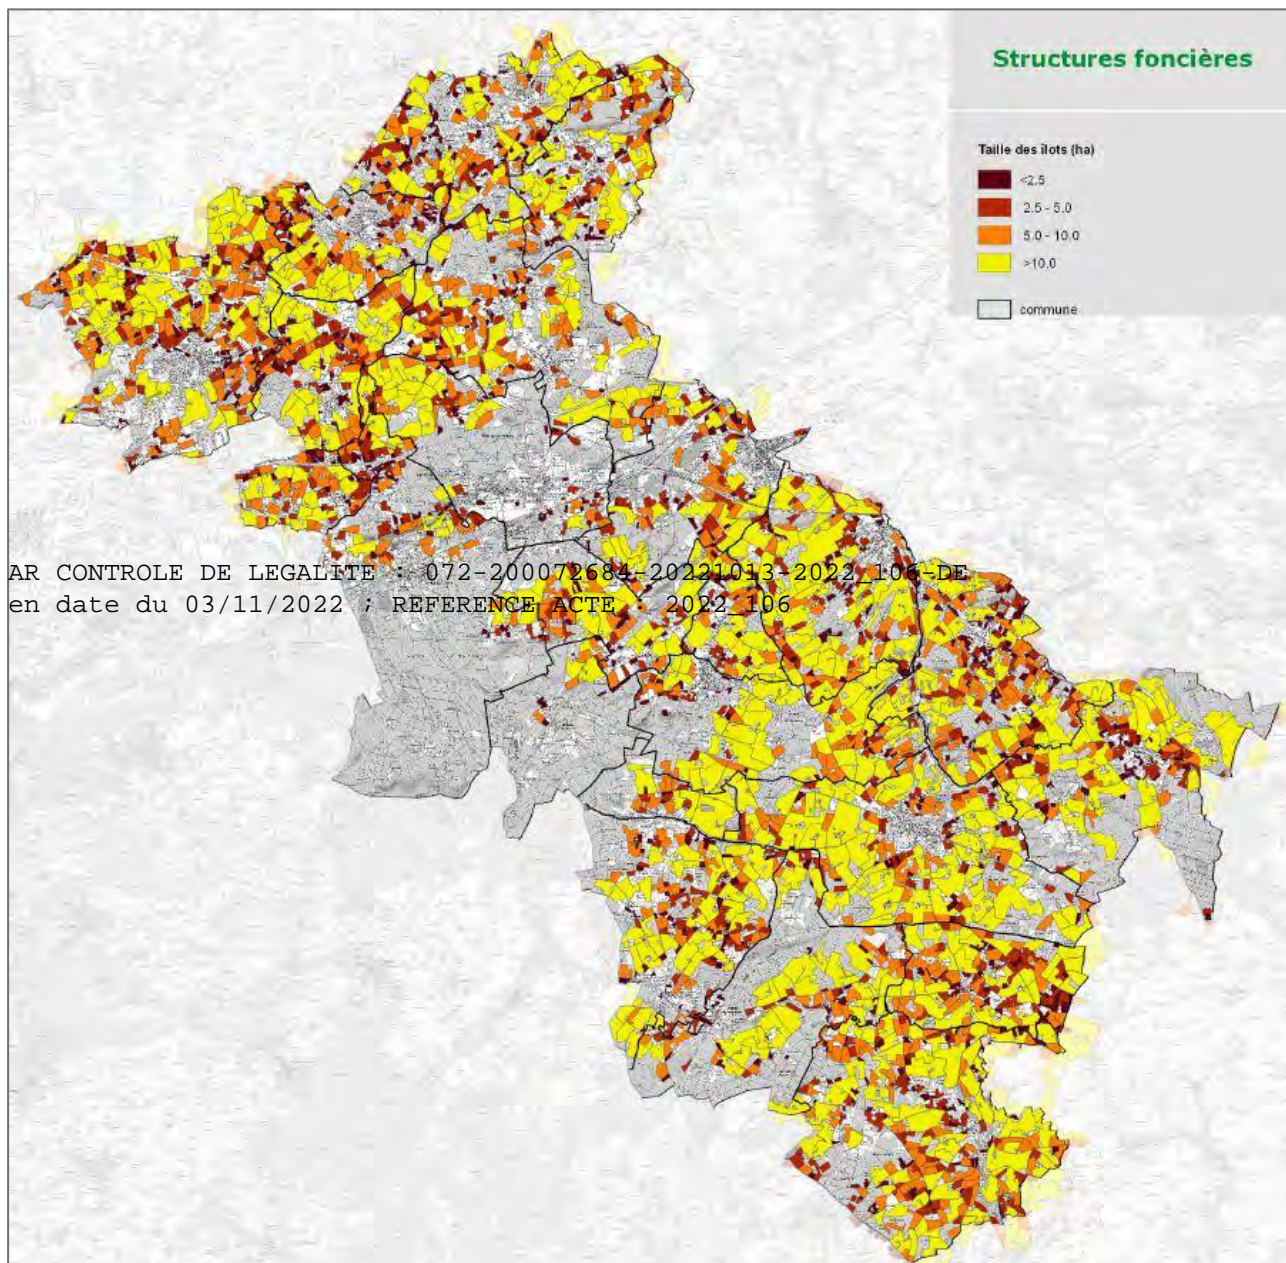 Structures foncières
Taille des îlots (ha)
<2.5
2.5 - 5.0
5.0 - 10.0
>10.0
commune
AR CONTROLE DE LEGALITE : 072-200072684-20221013-2022_106-DE
en date du 03/11/2022 ; REFERENCE ACTE : 2022_106